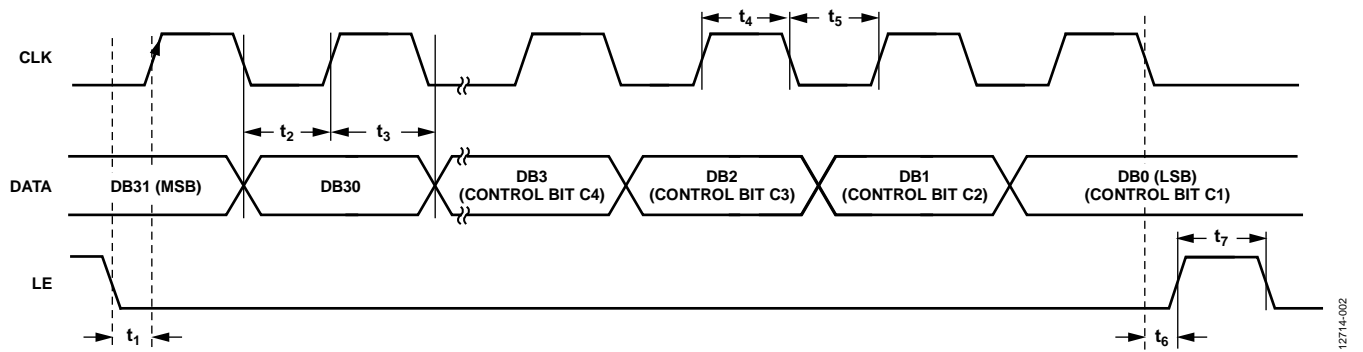 t4
t5
CLK
t2
t3
DATA
DB31 (MSB)
DB30
DB3
(CONTROL BIT C4)
DB2
(CONTROL BIT C3)
DB1
(CONTROL BIT C2)
DB0 (LSB)
(CONTROL BIT C1)
t7
LE
t1
t6
12714-002